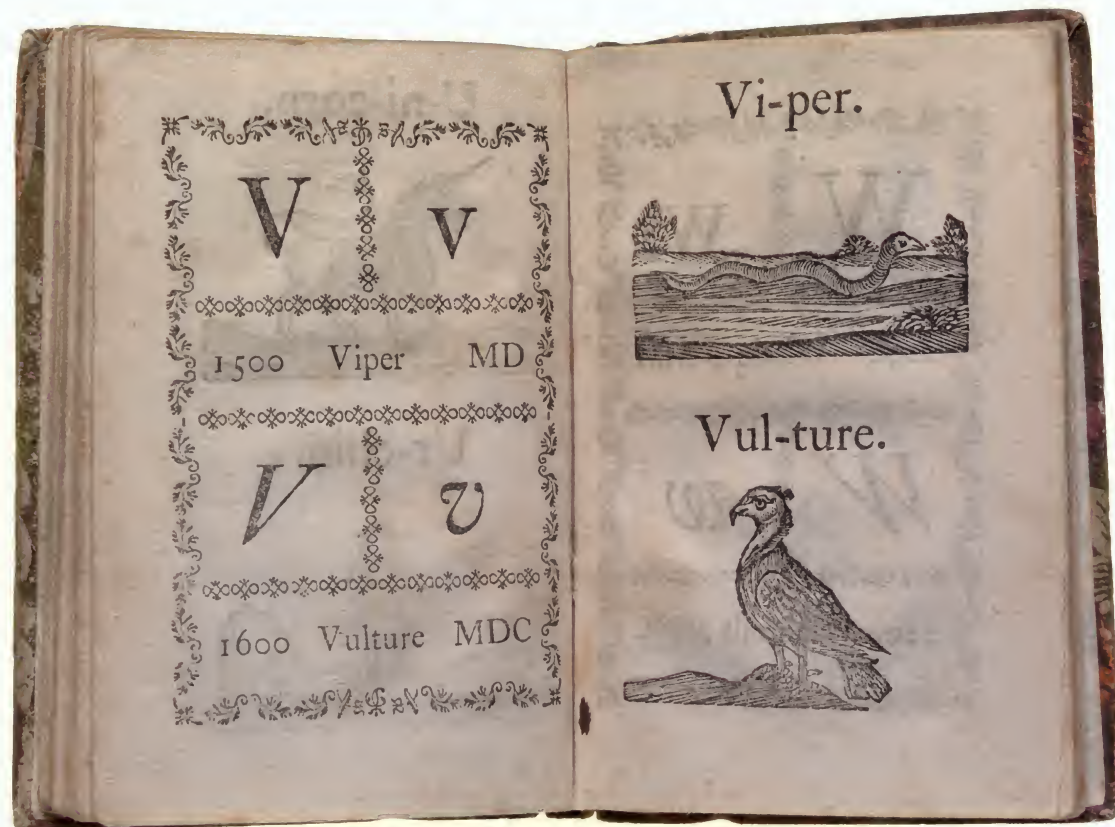 V v
1500 Viper MD
V v
1600 Vulture MDC
Vi-per.
Vul-ture.